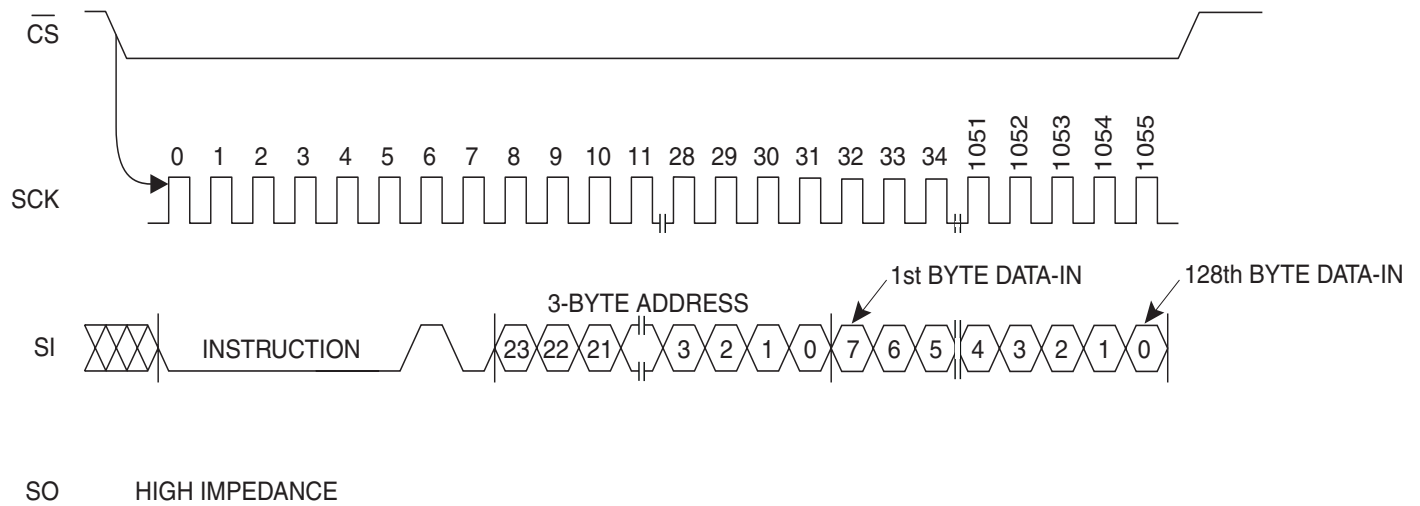 CS
0 1 2 3 4 5 6 7 8 9 10 11 28 29 30 31 32 33 34 1051 1052 1053 1054 1055
SCK
1st BYTE DATA-IN
128th BYTE DATA-IN
3-BYTE ADDRESS
SI INSTRUCTION 23 22 21 3 2 1 0 7 6 5 4 3 2 1 0
SO HIGH IMPEDANCE